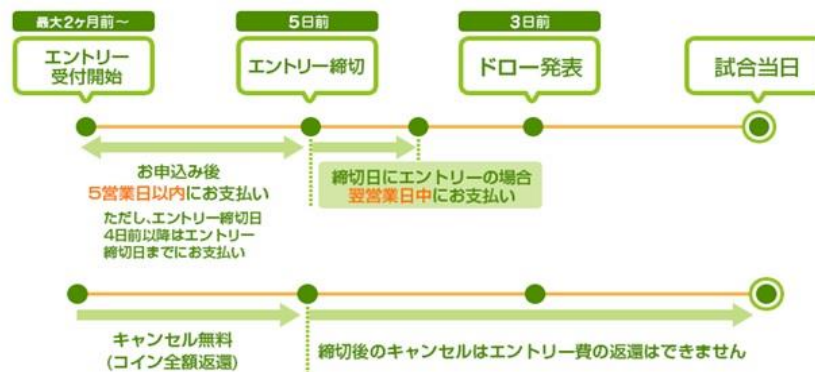 最大2ヶ月前〜
エントリー
受付開始
5日前
エントリー締切
3日前
ドロー発表
試合当日
お申込み後
5営業日以内にお支払い
ただし、エントリー締切日
4日前以降はエントリー
締切日までにお支払い
締切日にエントリーの場合
翌営業日中にお支払い
キャンセル無料
(コイン全額返還)
締切後のキャンセルはエントリー費の返還はできません